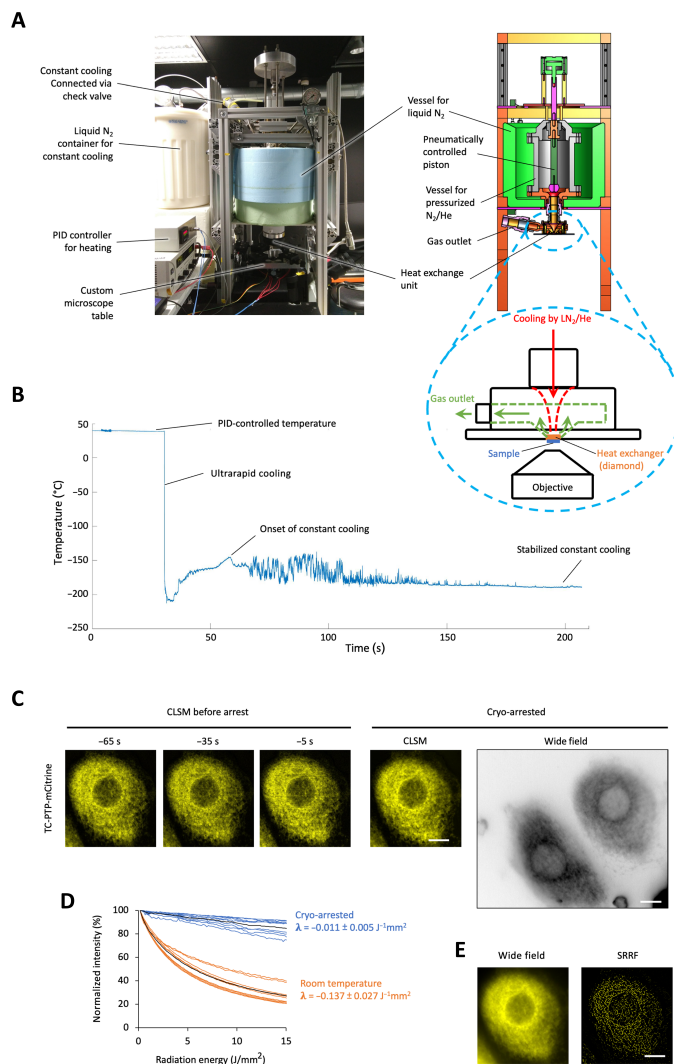 A
Constant cooling
Connected via
check valve
Liquid N₂
container for
constant cooling
PID controller
for heating
Custom
microscope
table
Vessel for
liquid N₂
Pneumatically
controlled
piston
Vessel for
pressurized
N₂/He
Gas outlet
Heat exchange
unit
Cooling by LN₂/He
Gas outlet
Sample
Heat exchanger
(diamond)
Objective
B
Temperature (°C)
50
0
−50
−100
−150
−200
−250
PID-controlled temperature
Ultrarapid cooling
Onset of constant cooling
Stabilized constant cooling
0
50
100
150
200
Time (s)
C
CLSM before arrest
Cryo-arrested
−65 s
−35 s
−5 s
CLSM
Wide field
TC-PTP-mCitrine
D
Normalized intensity (%)
100
80
60
40
20
0
Cryo-arrested
λ = −0.011 ± 0.005 J⁻¹mm²
Room temperature
λ = −0.137 ± 0.027 J⁻¹mm²
0
5
10
15
Radiation energy (J/mm²)
E
Wide field
SRRF